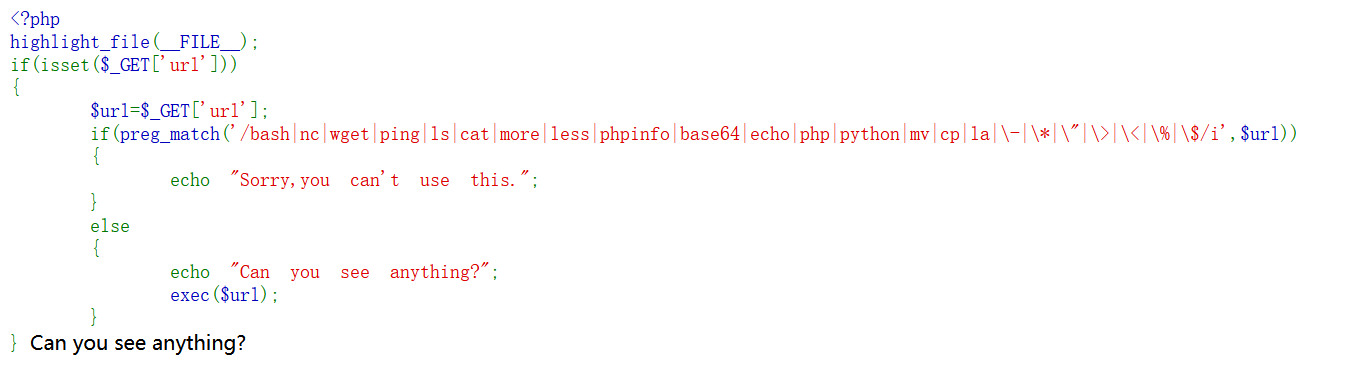 <?php
highlight_file(__FILE__);
if(isset($_GET['url']))
{
        $url=$_GET['url'];
        if(preg_match('/bash|nc|wget|ping|ls|cat|more|less|phpinfo|base64|echo|php|python|mv|cp|la|\-|\*|\"|\>|\<|\%|\$/i',$url))
        {
                echo "Sorry,you can't use this.";
        }
        else
        {
                echo "Can you see anything?";
                exec($url);
        }
} Can you see anything?